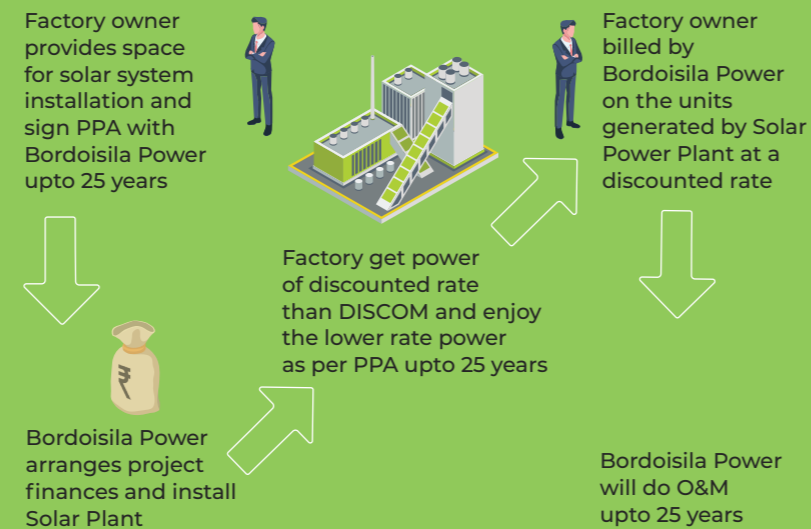 Factory owner
provides space
for solar system
installation and
sign PPA with
Bordoisila Power
upto 25 years
₹
Bordoisila Power
arranges project
finances and install
Solar Plant
Factory get power
of discounted rate
than DISCOM and enjoy
the lower rate power
as per PPA upto 25 years
Factory owner
billed by
Bordoisila Power
on the units
generated by Solar
Power Plant at a
discounted rate
Bordoisila Power
will do O&M
upto 25 years